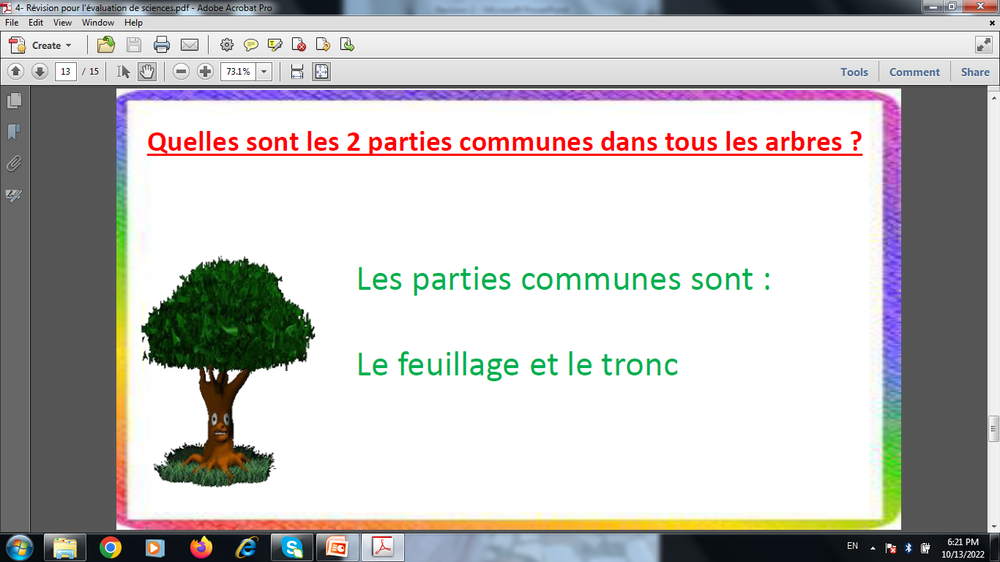 4- Révision pour l'évaluation de sciences.pdf - Adobe Acrobat Pro
File Edit View Window Help
Create
13 / 15 73.1% Tools Comment Share
Quelles sont les 2 parties communes dans tous les arbres ?
Les parties communes sont :
Le feuillage et le tronc
EN 6:21 PM
10/13/2022